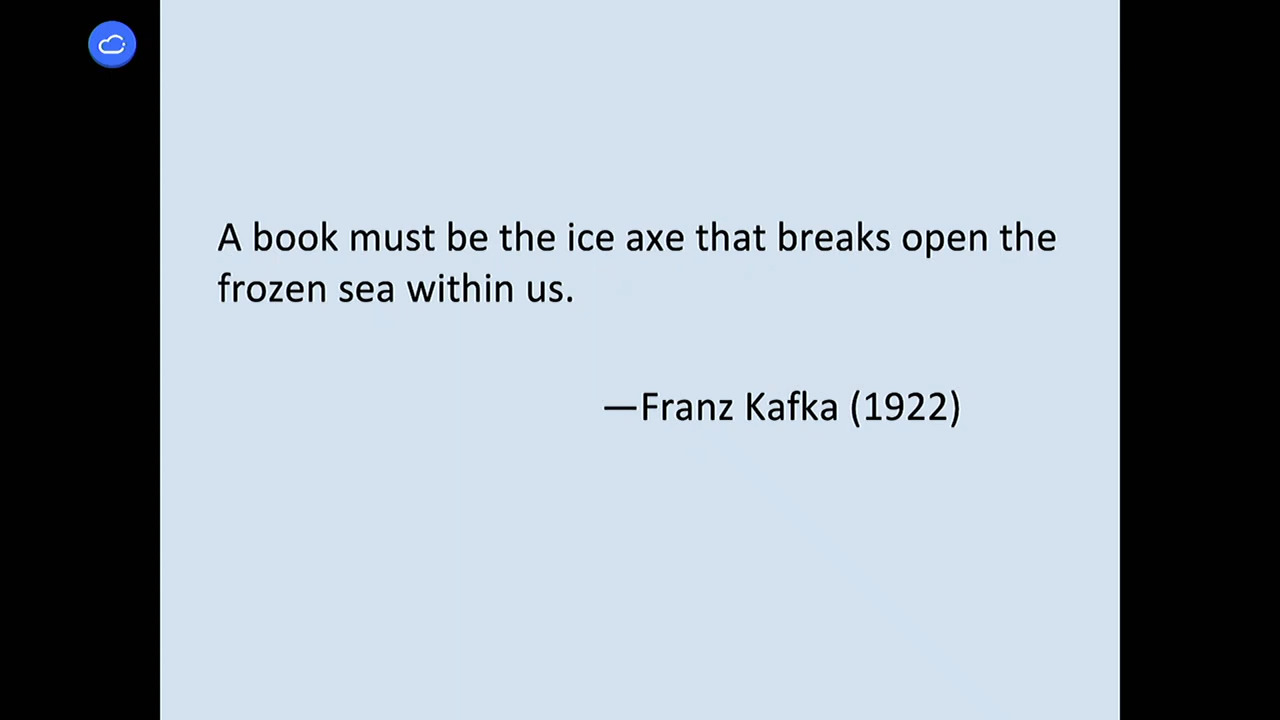 A book must be the ice axe that breaks open the
frozen sea within us.
—Franz Kafka (1922)